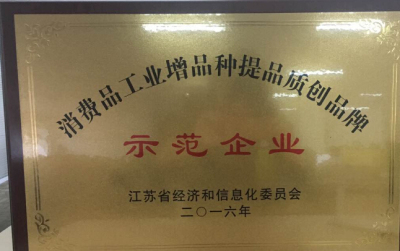 消费品工业增品种提品质创品牌
示范企业
江苏省经济和信息化委员会
二〇一六年